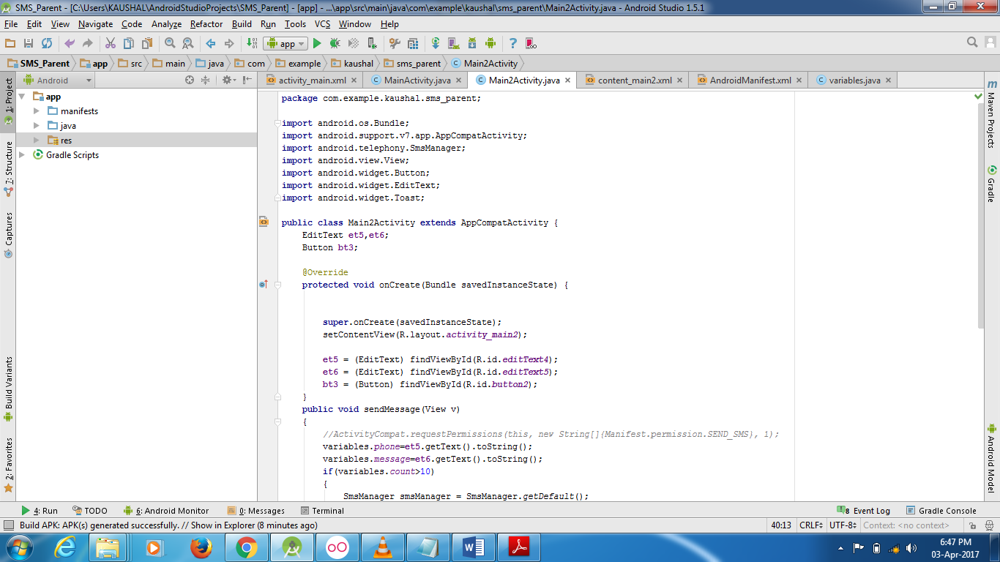 SMS_Parent - [C:\Users\KAUSHAL\AndroidStudioProjects\SMS_Parent] - [app] - ...\app\src\main\java\com\example\kaushal\sms_parent\Main2Activity.java - Android Studio 1.5.1
File Edit View Navigate Code Analyze Refactor Build Run Tools VCS Window Help
app
SMS_Parent app src main java com example kaushal sms_parent Main2Activity
Android
activity_main.xml MainActivity.java Main2Activity.java content_main2.xml AndroidManifest.xml variables.java
1: Project
7: Structure
Captures
Build Variants
2: Favorites
app
manifests
java
res
Gradle Scripts
package com.example.kaushal.sms_parent;
import android.os.Bundle;
import android.support.v7.app.AppCompatActivity;
import android.telephony.SmsManager;
import android.view.View;
import android.widget.Button;
import android.widget.EditText;
import android.widget.Toast;
public class Main2Activity extends AppCompatActivity {
EditText et5,et6;
Button bt3;
@Override
protected void onCreate(Bundle savedInstanceState) {
super.onCreate(savedInstanceState);
setContentView(R.layout.activity_main2);
et5 = (EditText) findViewById(R.id.editText4);
et6 = (EditText) findViewById(R.id.editText5);
bt3 = (Button) findViewById(R.id.button2);
}
public void sendMessage(View v)
{
//ActivityCompat.requestPermissions(this, new String[]{Manifest.permission.SEND_SMS}, 1);
variables.phone=et5.getText().toString();
variables.message=et6.getText().toString();
if(variables.count>10)
{
SmsManager smsManager = SmsManager.getDefault();
Maven Projects
Gradle
Android Model
4: Run TODO 6: Android Monitor 0: Messages Terminal 8 Event Log Gradle Console
Build APK: APK(s) generated successfully. // Show in Explorer (8 minutes ago) 40:13 CRLF UTF-8 Context: <no context>
6:47 PM
03-Apr-2017